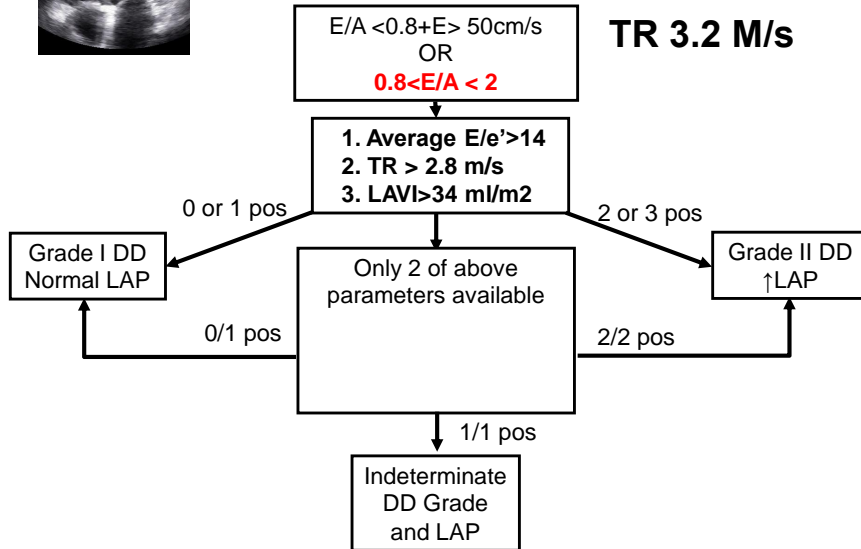 E/A <0.8+E> 50cm/s
OR
0.8<E/A < 2
TR 3.2 M/s
1. Average E/e'>14
2. TR > 2.8 m/s
3. LAVI>34 ml/m2
0 or 1 pos
2 or 3 pos
Grade I DD
Normal LAP
Only 2 of above
parameters available
Grade II DD
↑LAP
0/1 pos
2/2 pos
1/1 pos
Indeterminate
DD Grade
and LAP